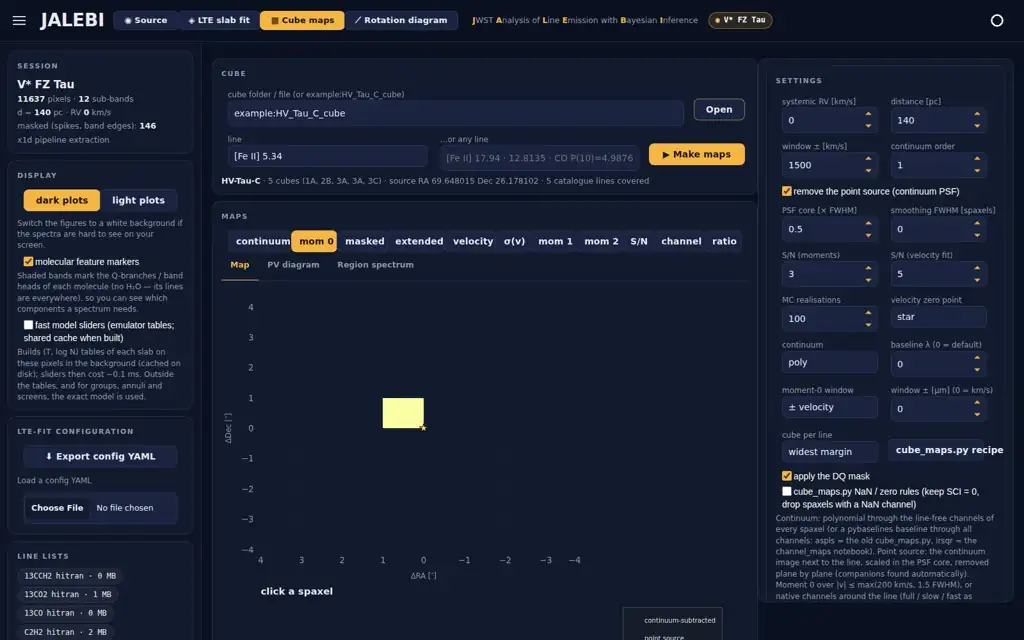 JALEBI
Source
LTE slab fit
Cube maps
Rotation diagram
JWST Analysis of Line Emission with Bayesian Inference
V* FZ Tau
SESSION
V* FZ Tau
11637 pixels · 12 sub-bands
d = 140 pc · RV 0 km/s
masked (spikes, band edges): 146
x1d pipeline extraction
DISPLAY
dark plots
light plots
Switch the figures to a white background if
the spectra are hard to see on your
screen.
molecular feature markers
Shaded bands mark the Q-branches / band
heads of each molecule (no H₂O — its lines
are everywhere). so you can see which
components a spectrum needs.
fast model sliders (emulator tables;
shared cache when built)
Builds (T, log N) tables of each slab on
these pixels in the background (cached on
disk); sliders then cost ~0.1 ms. Outside
the tables, and for groups, annuli and
screens, the exact model is used.
LTE-FIT CONFIGURATION
⬇ Export config YAML
Load a config YAML
Choose File No file chosen
LINE LISTS
13CCH2 hitran · 0 MB
13CO2 hitran · 1 MB
13CO hitran · 0 MB
C2H2 hitran · 2 MB
CUBE
cube folder / file (or example:HV_Tau_C_cube)
example:HV_Tau_C_cube
Open
line
[Fe II] 5.34
...or any line
[Fe II] 17.94 · 12.8135 · CO P(10)=4.9876
▶ Make maps
HV-Tau-C · 5 cubes (1A, 2B, 3A, 3A, 3C) · source RA 69.648015 Dec 26.178102 · 5 catalogue lines covered
MAPS
continuum
mom 0
masked
extended
velocity
σ(v)
mom 1
mom 2
S/N
channel
ratio
Map
PV diagram
Region spectrum
4
3
2
1
0
−1
−2
−3
−4
ΔDec ["]
4
3
2
1
0
−1
−2
−3
−4
ΔRA ["]
click a spaxel
continuum-subtracted
point source
SETTINGS
systemic RV [km/s]
distance [pc]
0
140
window ± [km/s]
continuum order
1500
1
remove the point source (continuum PSF)
PSF core [× FWHM]
smoothing FWHM [spaxels]
0.5
0
S/N (moments)
S/N (velocity fit)
3
5
MC realisations
velocity zero point
100
star
continuum
baseline λ (0 = default)
poly
0
moment-0 window
window ± [μm] (0 = km/s)
± velocity
0
cube per line
widest margin
cube_maps.py recipe
apply the DQ mask
cube_maps.py NaN / zero rules (keep SCI = 0,
drop spaxels with a NaN channel)
Continuum: polynomial through the line-free channels of
every spaxel (or a pybaselines baseline through all
channels: aspls = the old cube_maps.py, irsqr = the
channel_maps notebook). Point source: the continuum
image next to the line, scaled in the PSF core, removed
plane by plane (companions found automatically).
Moment 0 over |v| ≤ max(200 km/s, 1.5 FWHM), or
native channels around the line (full / slow / fast as